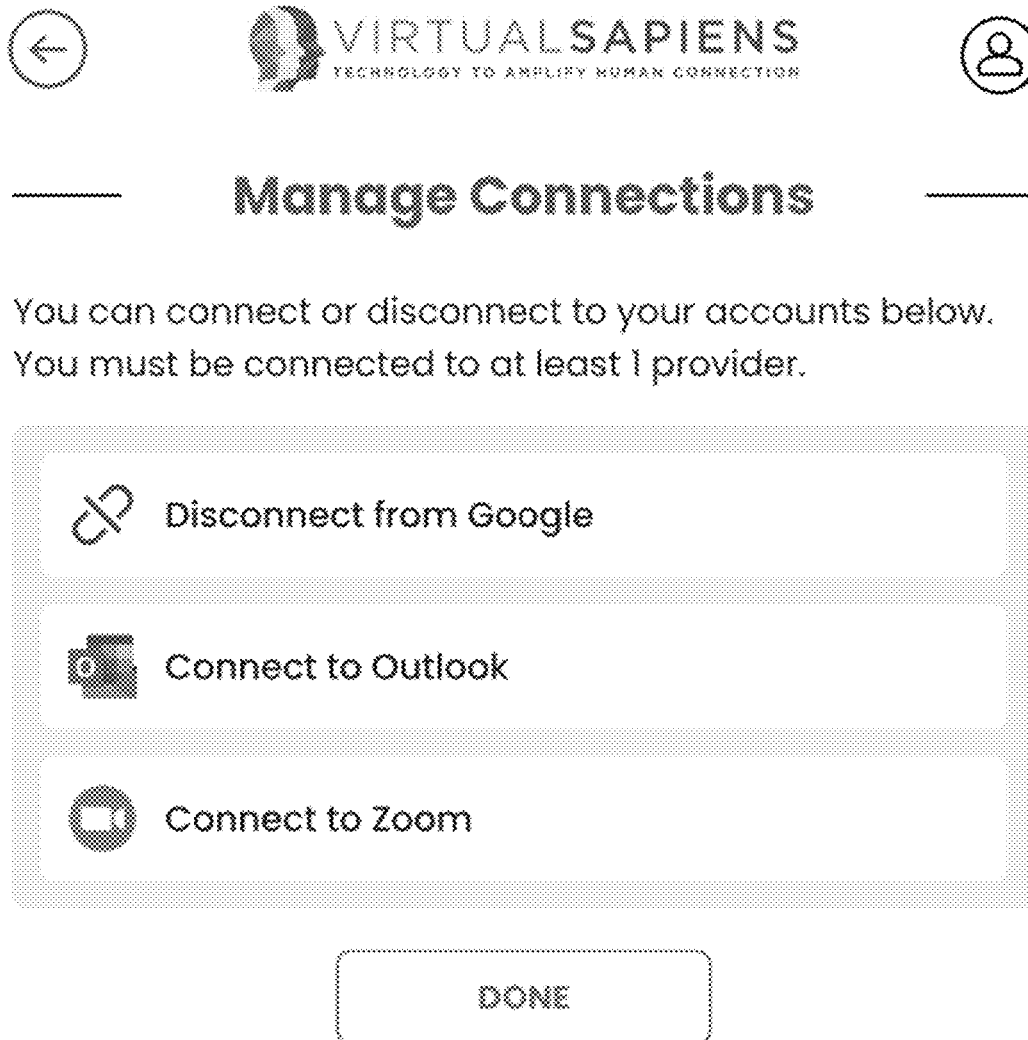 VIRTUALSAPIENS
TECHNOLOGY TO AMPLIFY HUMAN CONNECTION
Manage Connections
You can connect or disconnect to your accounts below.
You must be connected to at least 1 provider.
Disconnect from Google
Connect to Outlook
Connect to Zoom
DONE